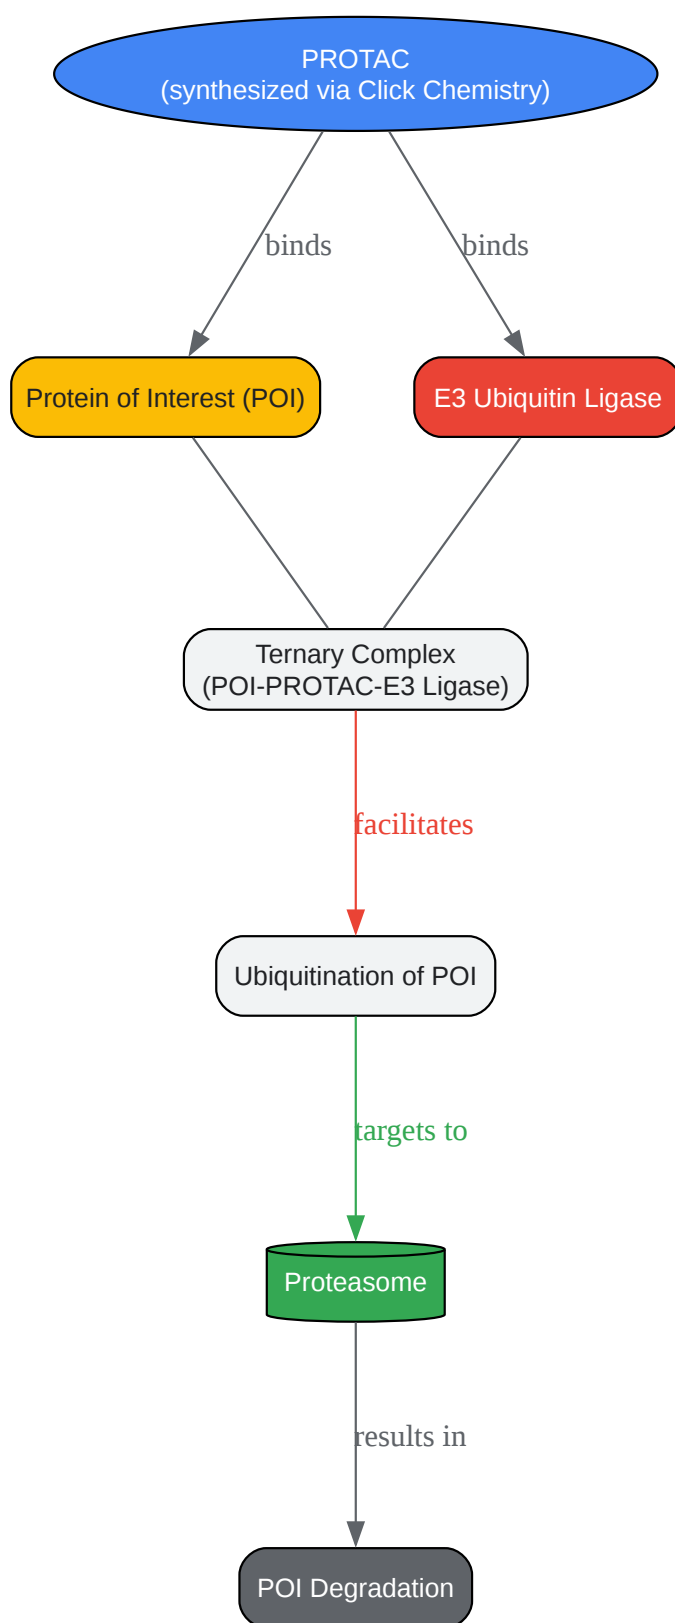 PROTAC
(synthesized via Click Chemistry)
binds
binds
Protein of Interest (POI)
E3 Ubiquitin Ligase
Ternary Complex
(POI-PROTAC-E3 Ligase)
facilitates
Ubiquitination of POI
targets to
Proteasome
results in
POI Degradation